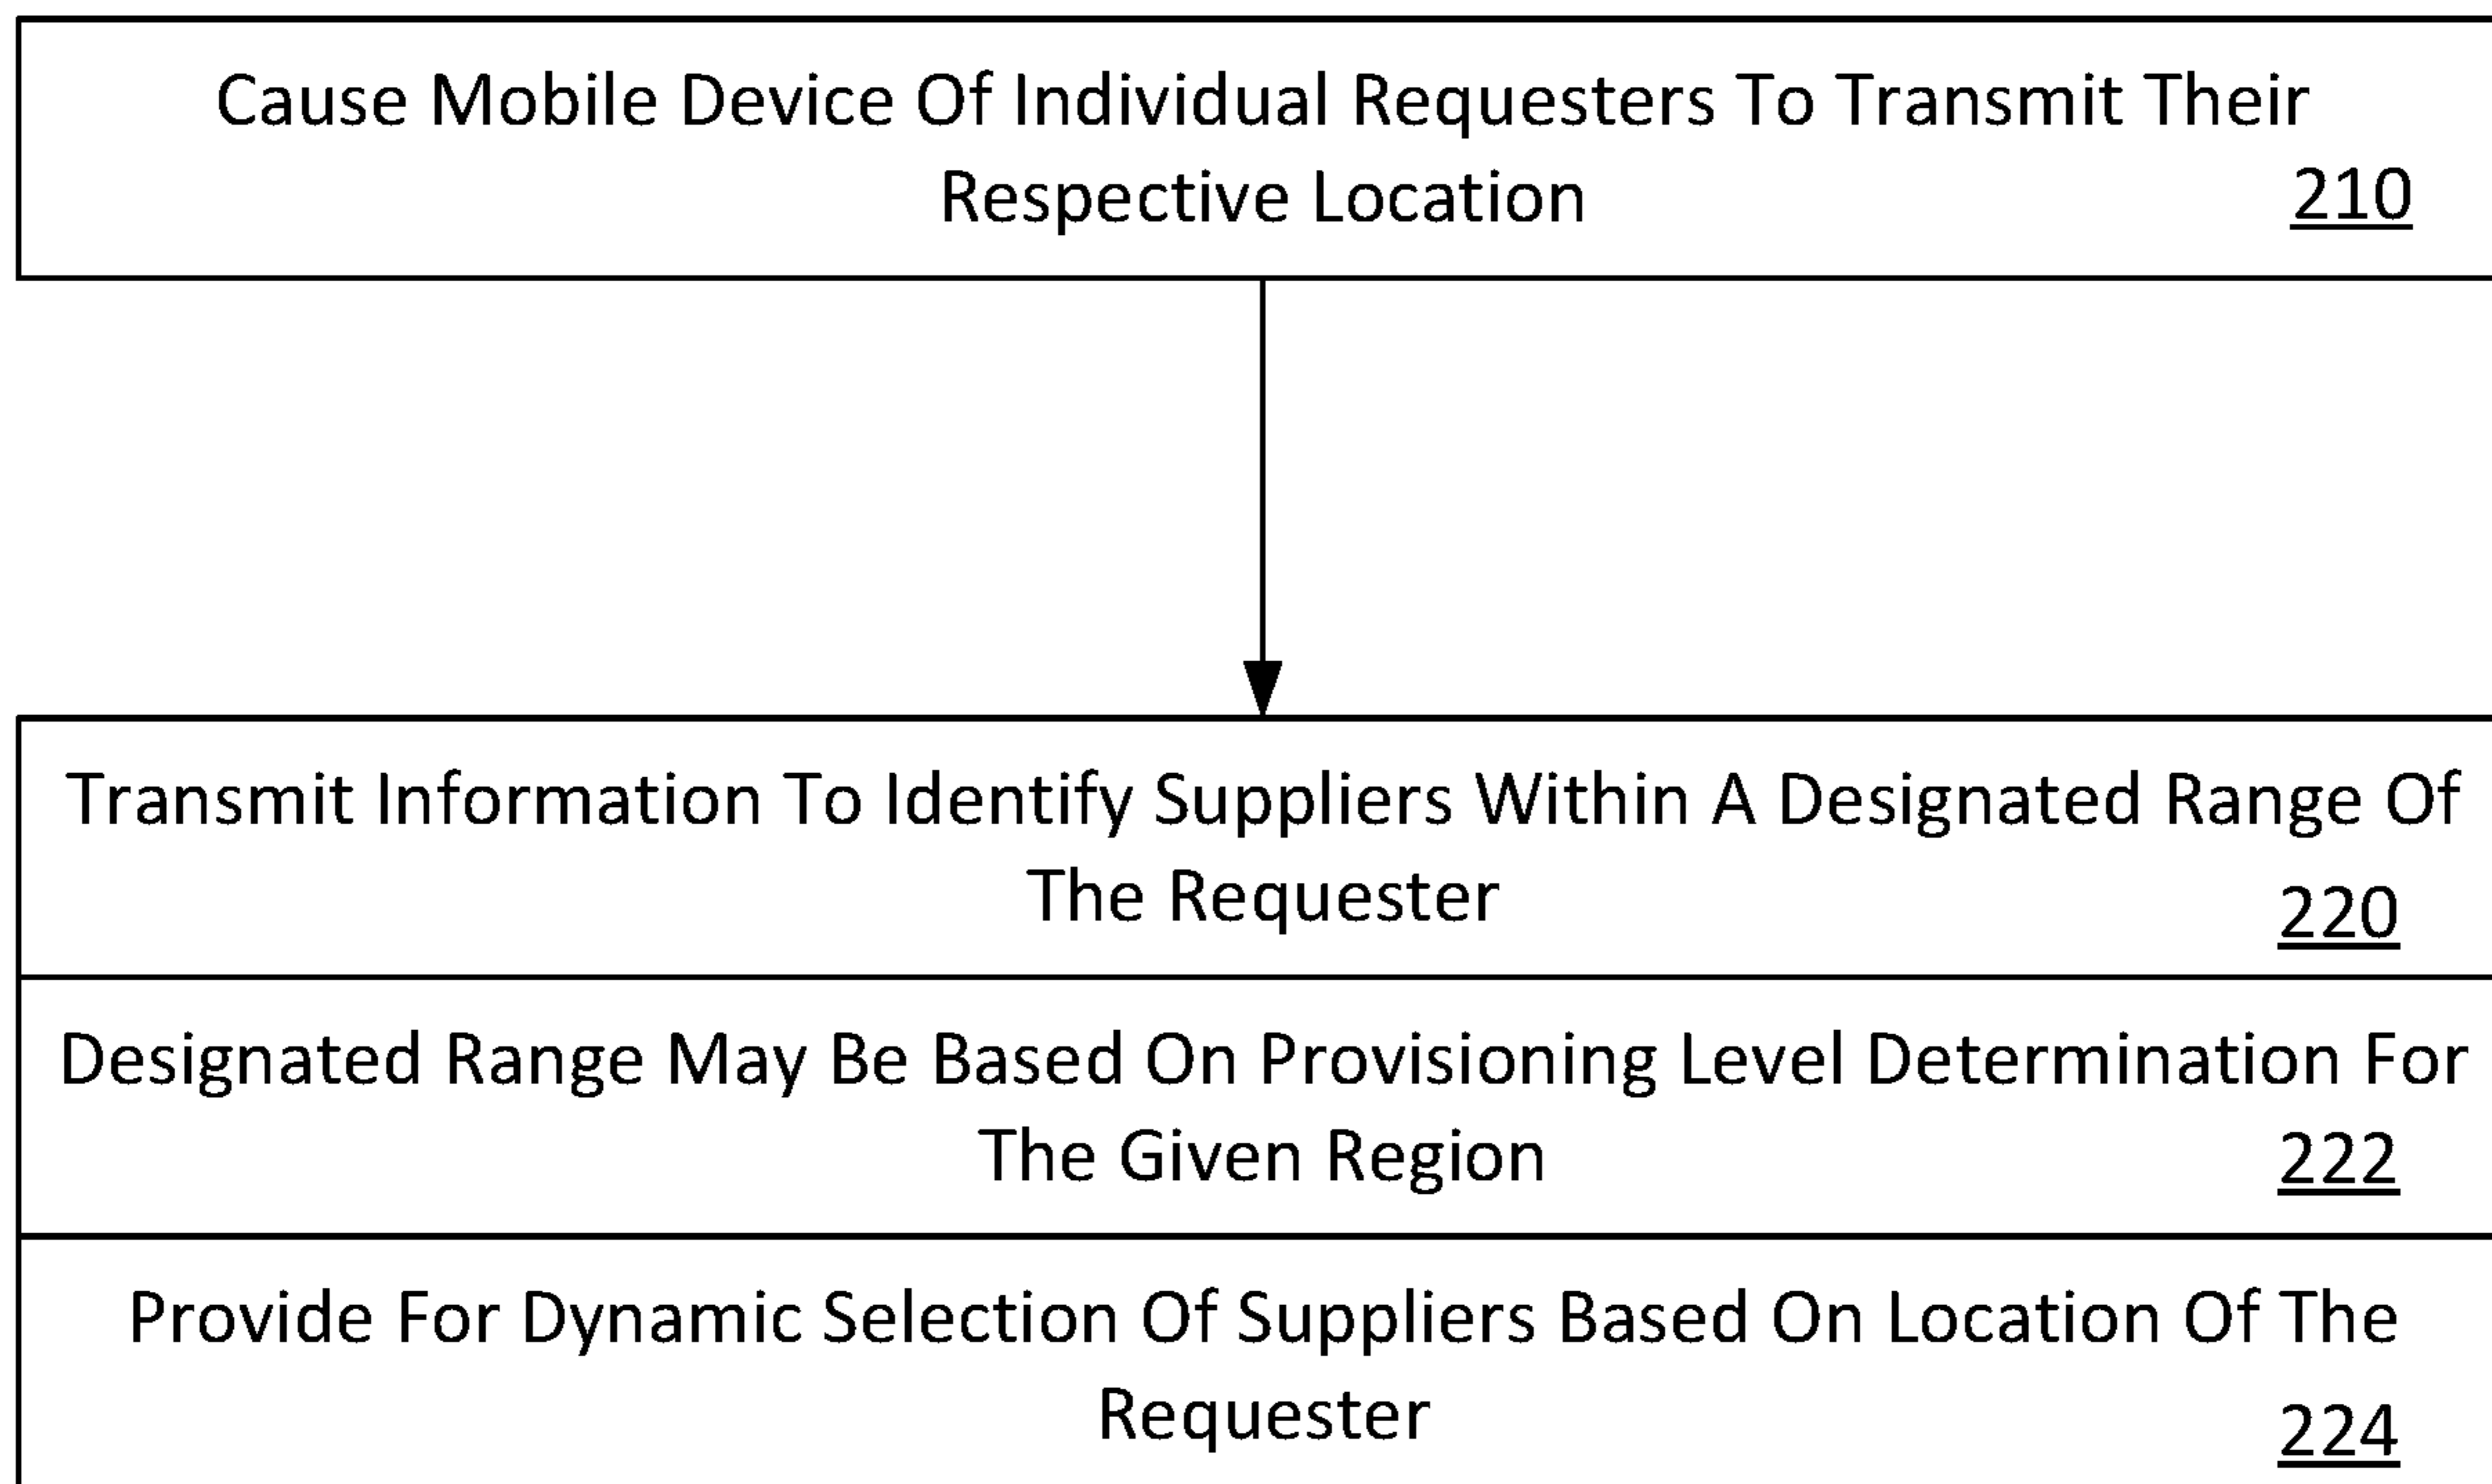 Cause Mobile Device Of Individual Requesters To Transmit Their
Respective Location 210
Transmit Information To Identify Suppliers Within A Designated Range Of
The Requester 220
Designated Range May Be Based On Provisioning Level Determination For
The Given Region 222
Provide For Dynamic Selection Of Suppliers Based On Location Of The
Requester 224